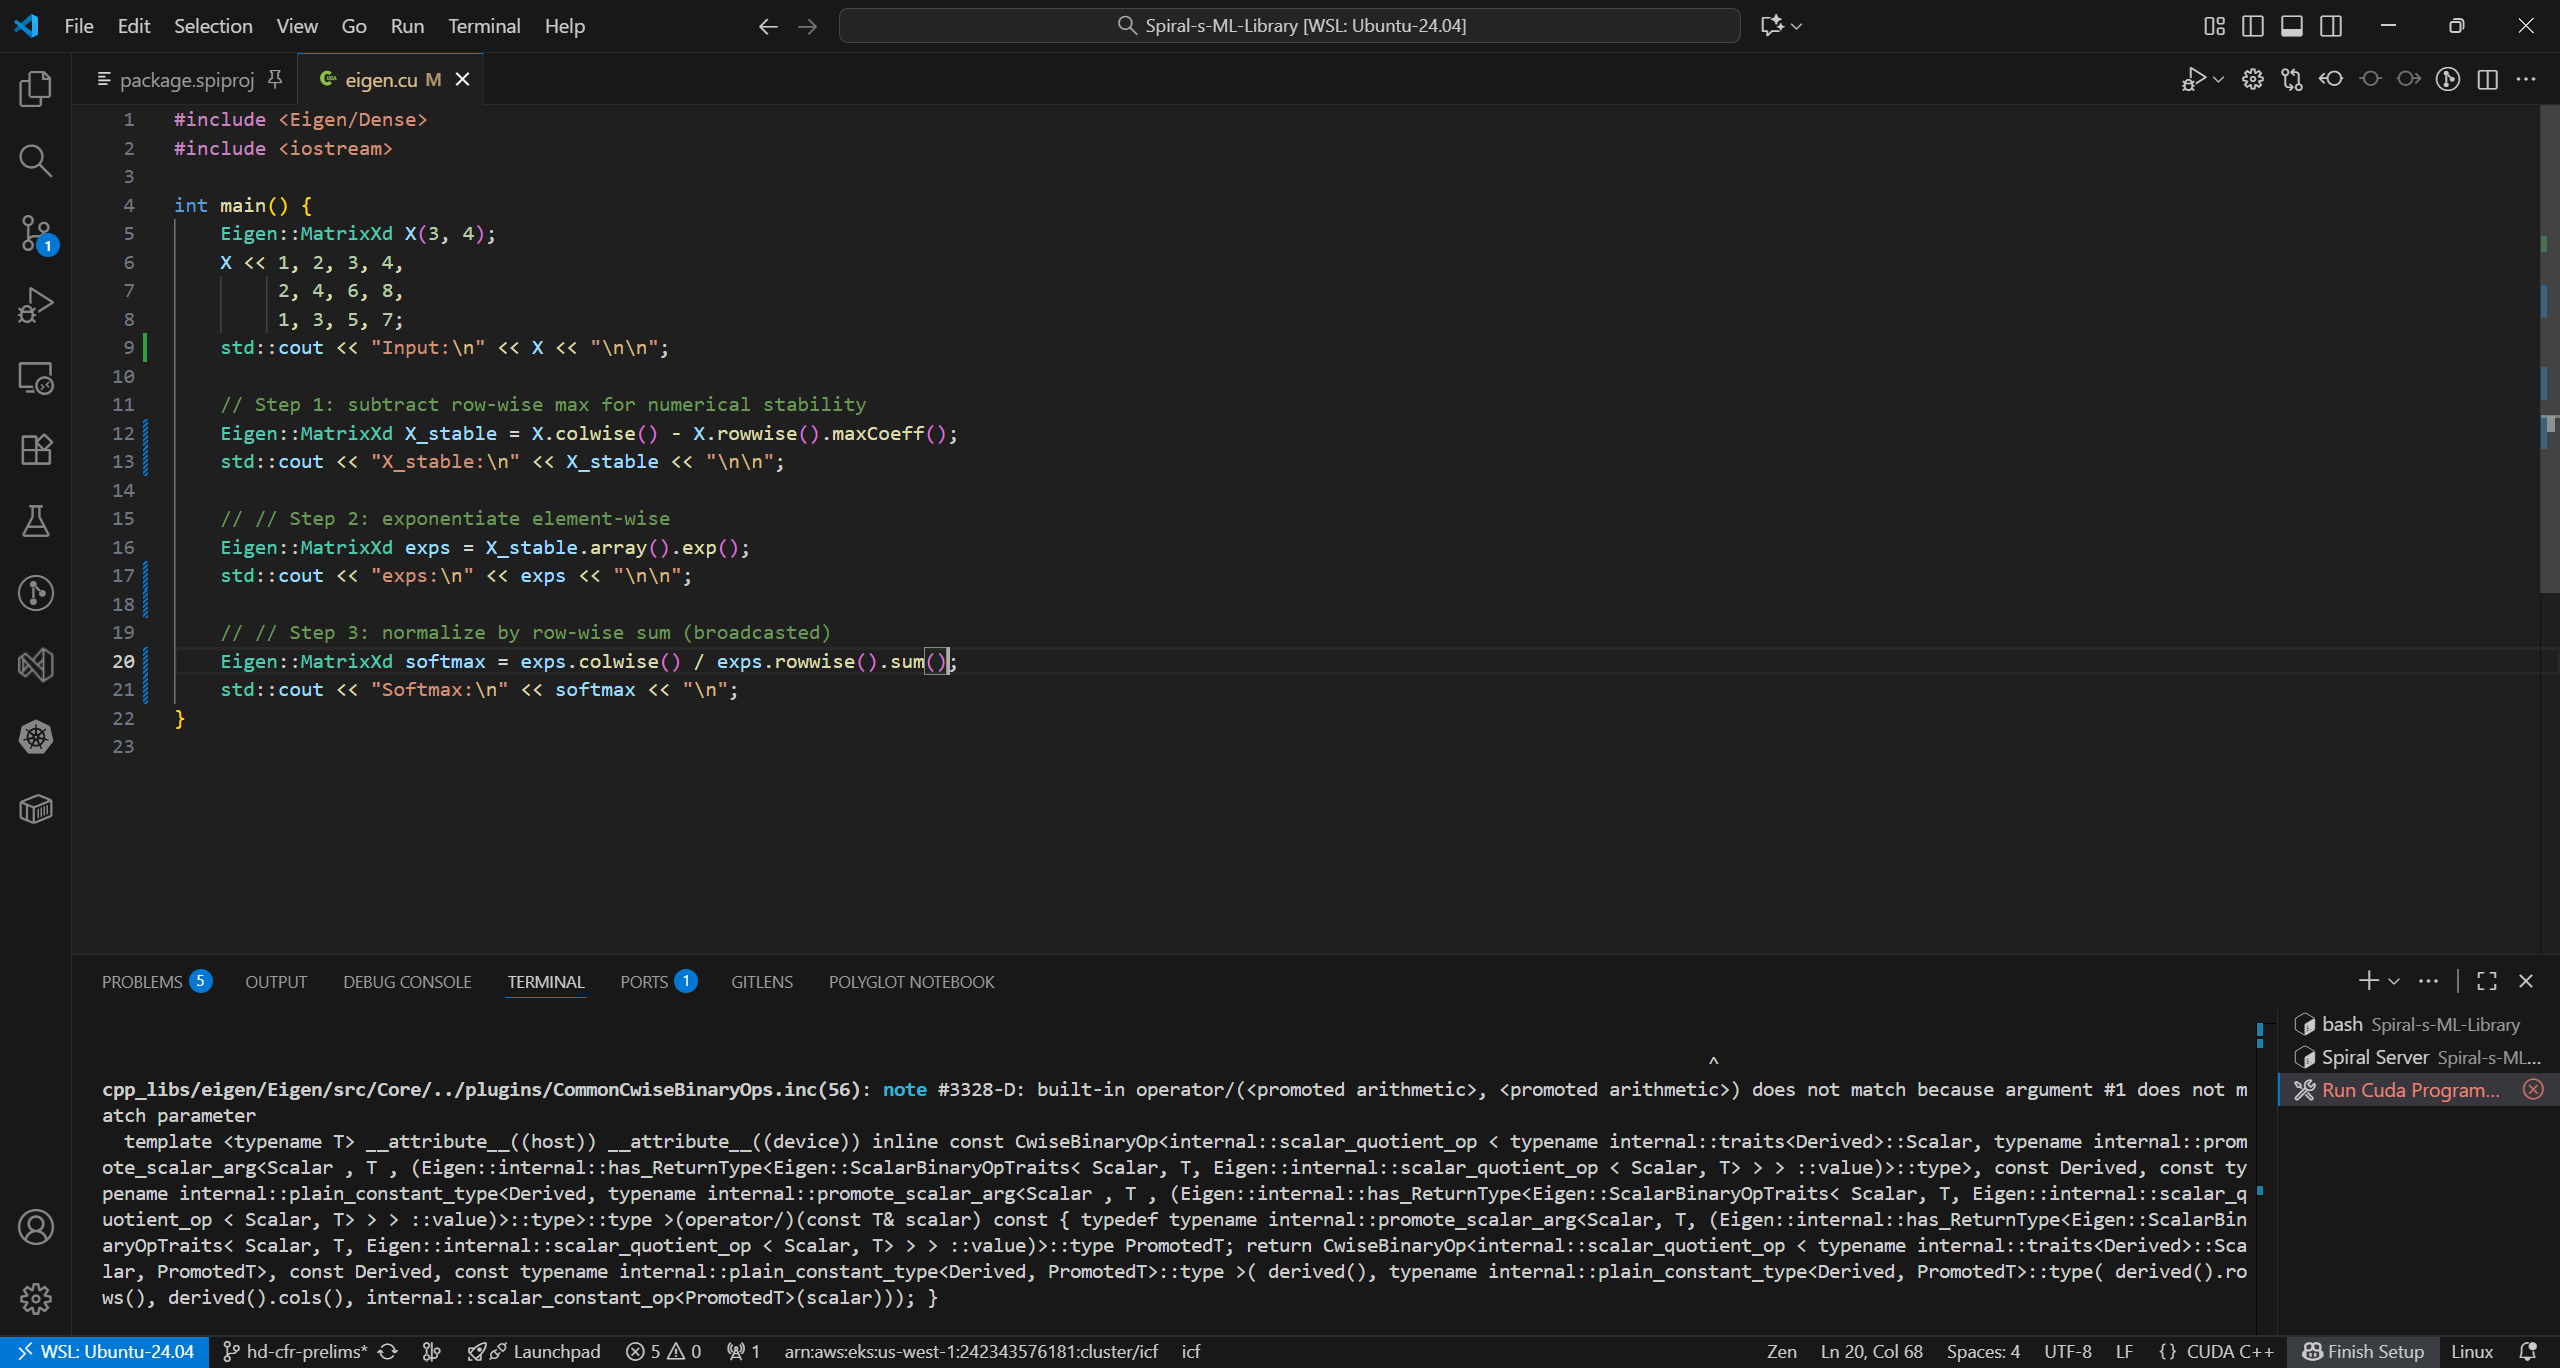 File Edit Selection View Go Run Terminal Help
Spiral-s-ML-Library [WSL: Ubuntu-24.04]
package.spiproj
eigen.cu M
1 #include <Eigen/Dense>
2 #include <iostream>
3
4 int main() {
5 Eigen::MatrixXd X(3, 4);
6 X << 1, 2, 3, 4,
7 2, 4, 6, 8,
8 1, 3, 5, 7;
9 std::cout << "Input:\n" << X << "\n\n";
10
11 // Step 1: subtract row-wise max for numerical stability
12 Eigen::MatrixXd X_stable = X.colwise() - X.rowwise().maxCoeff();
13 std::cout << "X_stable:\n" << X_stable << "\n\n";
14
15 // // Step 2: exponentiate element-wise
16 Eigen::MatrixXd exps = X_stable.array().exp();
17 std::cout << "exps:\n" << exps << "\n\n";
18
19 // // Step 3: normalize by row-wise sum (broadcasted)
20 Eigen::MatrixXd softmax = exps.colwise() / exps.rowwise().sum();
21 std::cout << "Softmax:\n" << softmax << "\n";
22 }
23
1
PROBLEMS 5 OUTPUT DEBUG CONSOLE TERMINAL PORTS 1 GITLENS POLYGLOT NOTEBOOK
^
cpp_libs/eigen/Eigen/src/Core/../plugins/CommonCwiseBinaryOps.inc(56): note #3328-D: built-in operator/(<promoted arithmetic>, <promoted arithmetic>) does not match because argument #1 does not m
atch parameter
template <typename T> __attribute__((host)) __attribute__((device)) inline const CwiseBinaryOp<internal::scalar_quotient_op < typename internal::traits<Derived>::Scalar, typename internal::prom
ote_scalar_arg<Scalar , T , (Eigen::internal::has_ReturnType<Eigen::ScalarBinaryOpTraits< Scalar, T, Eigen::internal::scalar_quotient_op < Scalar, T> > > ::value)>::type>, const Derived, const ty
pename internal::plain_constant_type<Derived, typename internal::promote_scalar_arg<Scalar , T , (Eigen::internal::has_ReturnType<Eigen::ScalarBinaryOpTraits< Scalar, T, Eigen::internal::scalar_q
uotient_op < Scalar, T> > > ::value)>::type>::type >(operator/)(const T& scalar) const { typedef typename internal::promote_scalar_arg<Scalar, T, (Eigen::internal::has_ReturnType<Eigen::ScalarBin
aryOpTraits< Scalar, T, Eigen::internal::scalar_quotient_op < Scalar, T> > > ::value)>::type PromotedT; return CwiseBinaryOp<internal::scalar_quotient_op < typename internal::traits<Derived>::Sca
lar, PromotedT>, const Derived, const typename internal::plain_constant_type<Derived, PromotedT>::type >( derived(), typename internal::plain_constant_type<Derived, PromotedT>::type( derived().ro
ws(), derived().cols(), internal::scalar_constant_op<PromotedT>(scalar))); }
bash Spiral-s-ML-Library
Spiral Server Spiral-s-ML...
Run Cuda Program...
WSL: Ubuntu-24.04 hd-cfr-prelims* Launchpad 5 0 1 arn:aws:eks:us-west-1:242343576181:cluster/icf icf Zen Ln 20, Col 68 Spaces: 4 UTF-8 LF {} CUDA C++ Finish Setup Linux